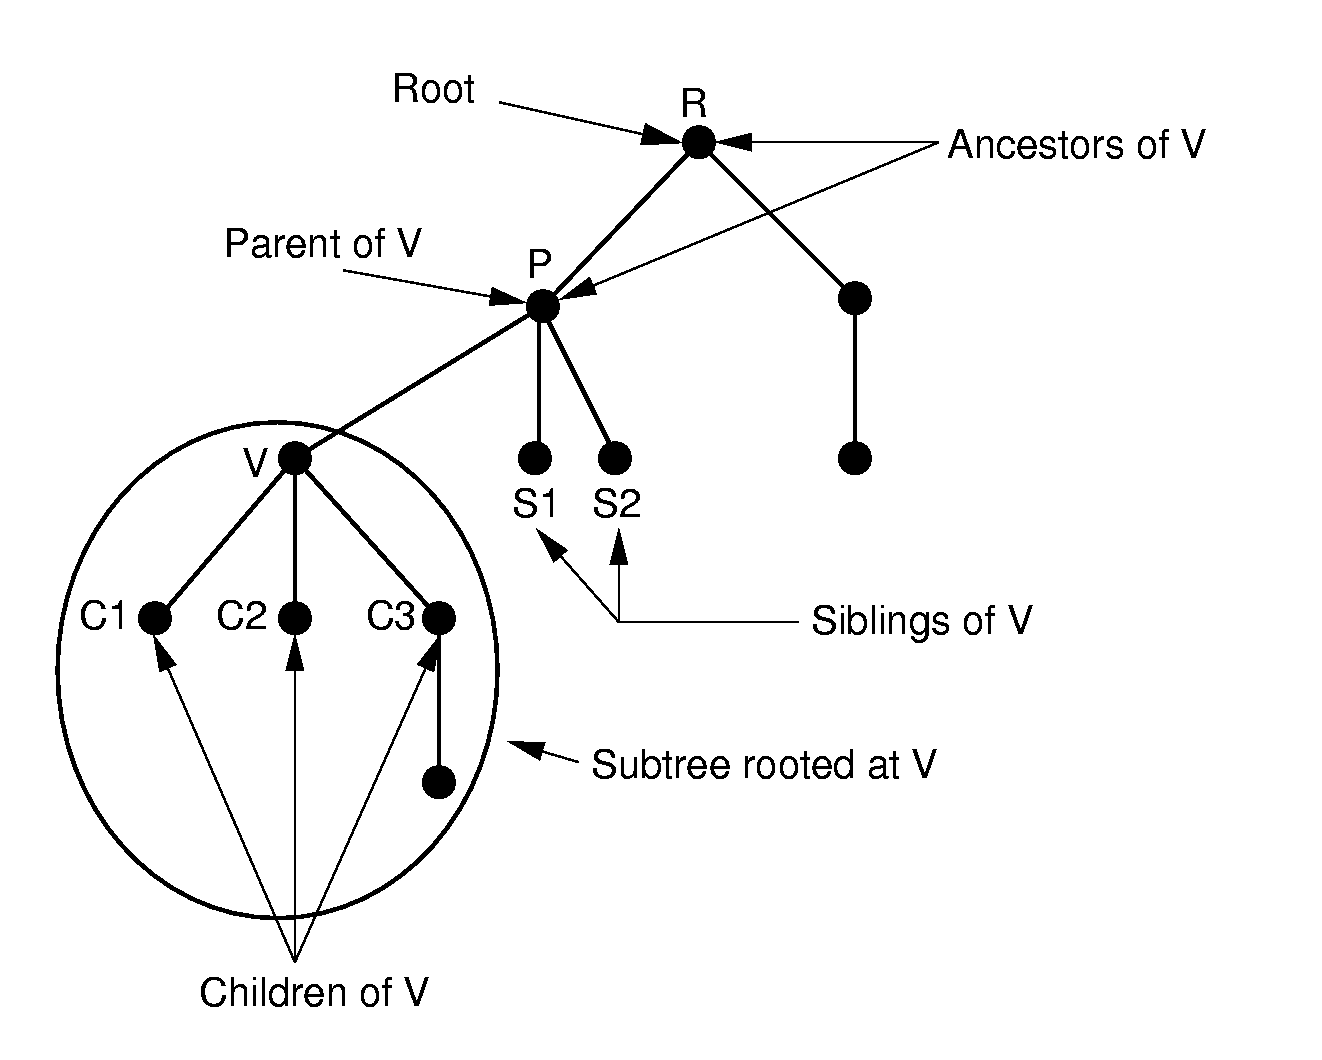 Root
R
Ancestors of V
Parent of V
P
V
S1
S2
C1
C2
C3
Siblings of V
Subtree rooted at V
Children of V